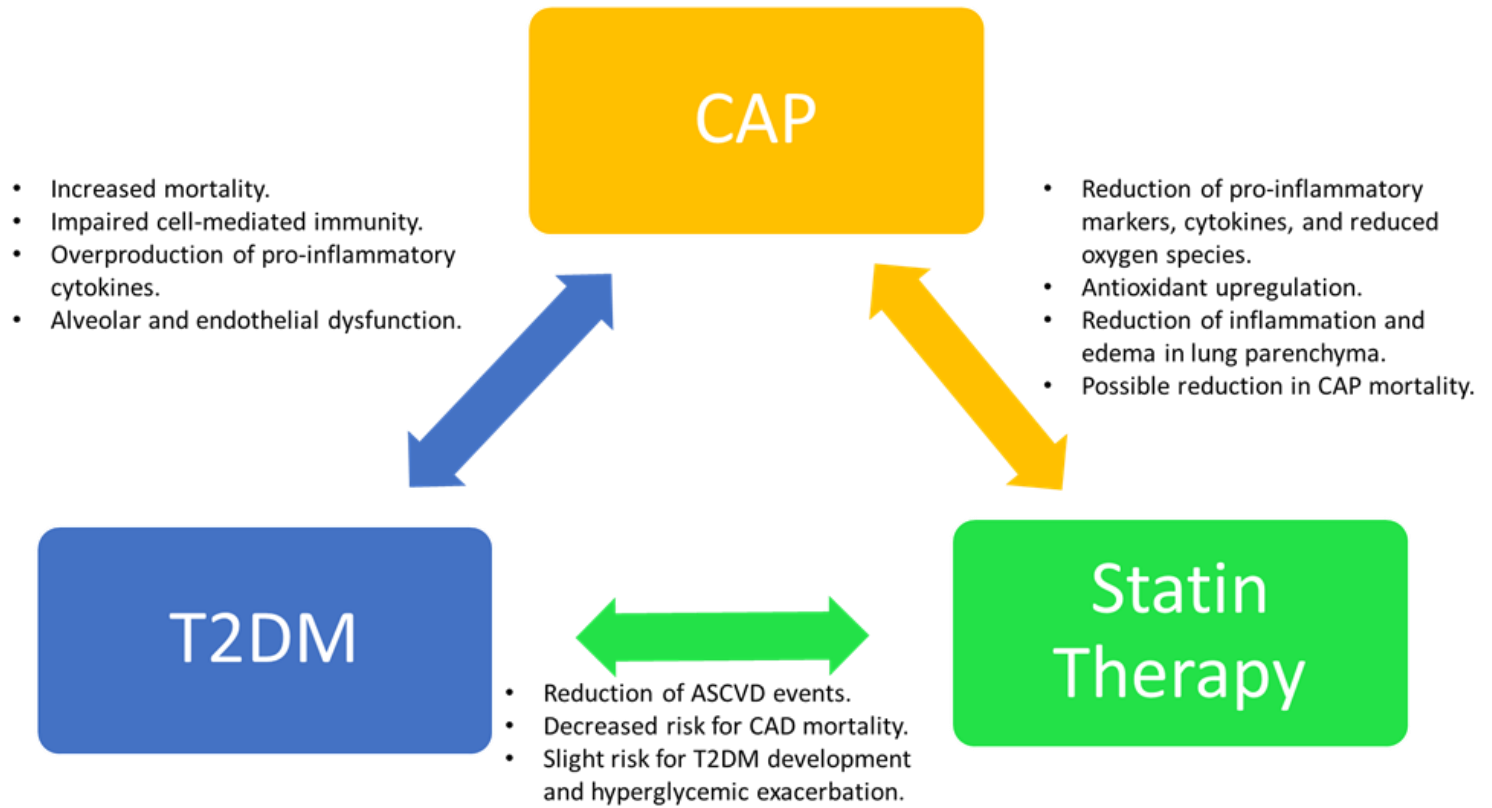 CAP
• Increased mortality.
• Impaired cell-mediated immunity.
• Overproduction of pro-inflammatory
cytokines.
• Alveolar and endothelial dysfunction.
• Reduction of pro-inflammatory
markers, cytokines, and reduced
oxygen species.
• Antioxidant upregulation.
• Reduction of inflammation and
edema in lung parenchyma.
• Possible reduction in CAP mortality.
T2DM
Statin
Therapy
• Reduction of ASCVD events.
• Decreased risk for CAD mortality.
• Slight risk for T2DM development
and hyperglycemic exacerbation.